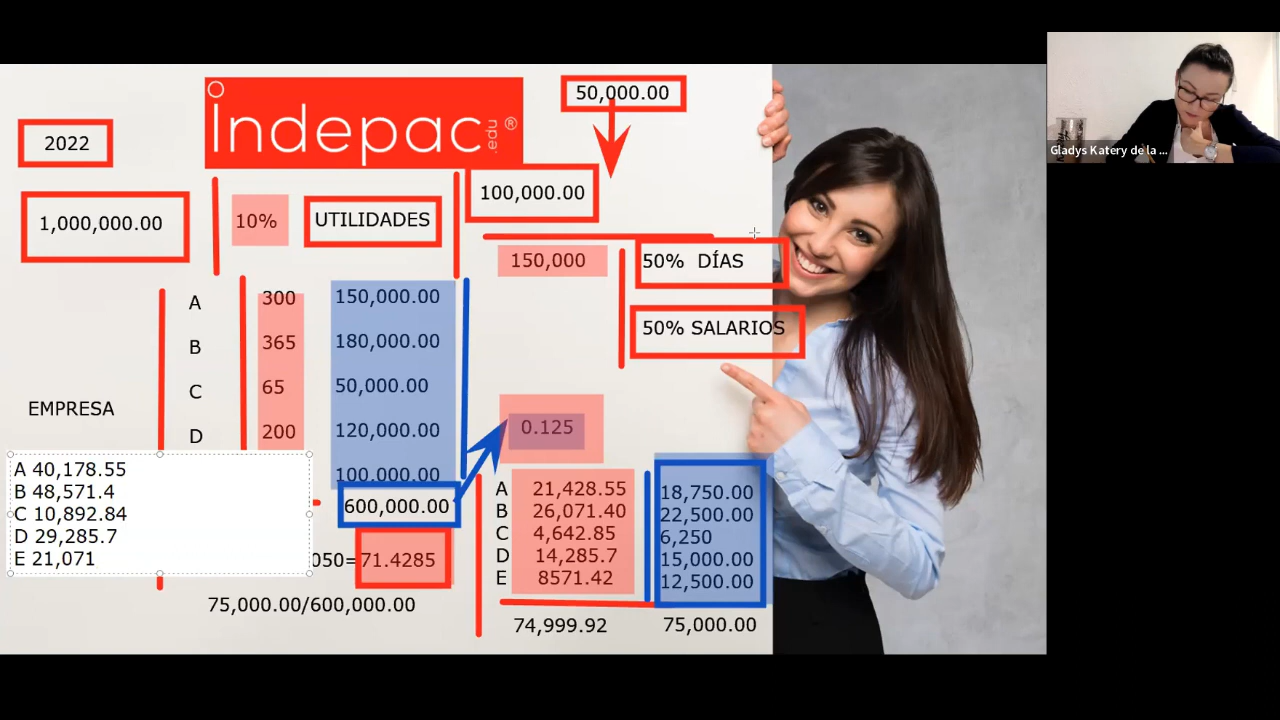 50,000.00
indepac .edu ®
2022
1,000,000.00
10%
UTILIDADES
100,000.00
150,000
50% DÍAS
50% SALARIOS
A 300 150,000.00
B 365 180,000.00
C 65 50,000.00
EMPRESA
D 200 120,000.00
100,000.00
600,000.00
0.125
A 40,178.55
B 48,571.4
C 10,892.84
D 29,285.7
E 21,071
050=71.4285
75,000.00/600,000.00
A 21,428.55 18,750.00
B 26,071.40 22,500.00
C 4,642.85 6,250
D 14,285.7 15,000.00
E 8571.42 12,500.00
74,999.92 75,000.00
Gladys Katery de la ...